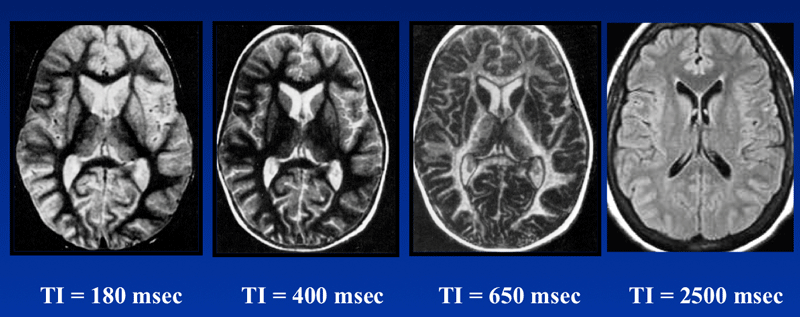 TI = 180 msec TI = 400 msec TI = 650 msec TI = 2500 msec